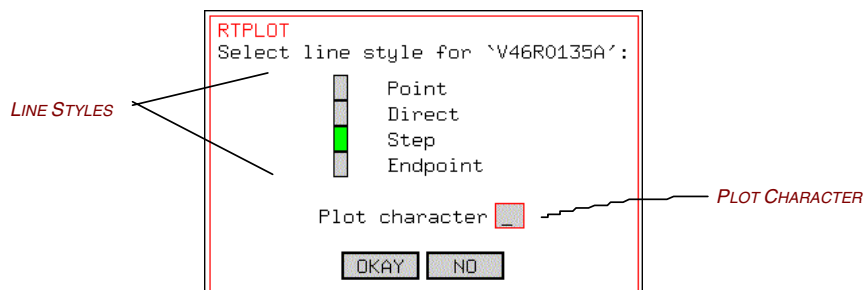 RTPLOT
Select line style for `V46R0135A':
Point
Direct
LINE STYLES
Step
Endpoint
Plot character _
PLOT CHARACTER
OKAY NO